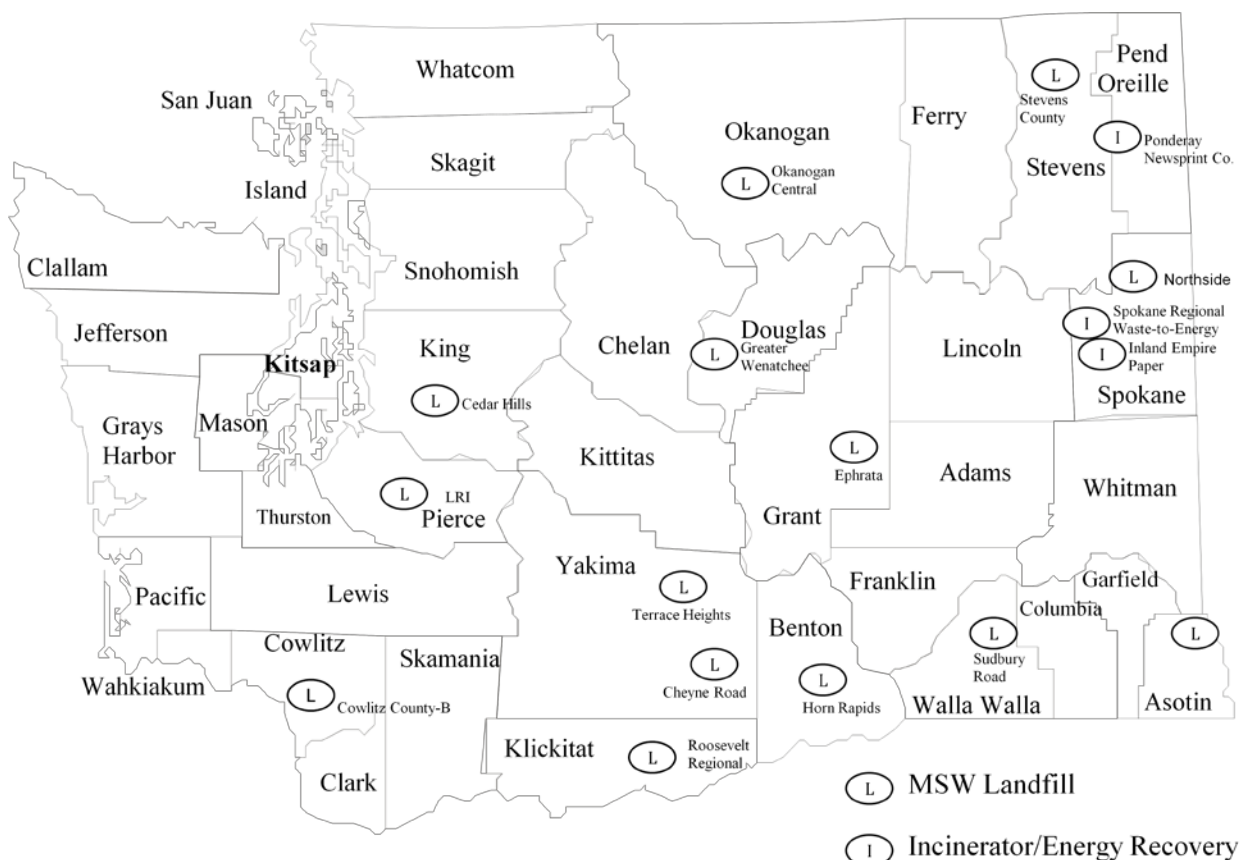 Whatcom
Pend
Oreille
San Juan
L
Stevens
County
Okanogan
Ferry
I
Ponderay
Newsprint Co.
Skagit
Stevens
L
Okanogan
Central
Island
Clallam
Snohomish
L
Northside
Jefferson
Douglas
I
Spokane Regional
Waste-to-Energy
King
Chelan
L
Greater
Wenatchee
Lincoln
I
Inland Empire
Paper
Kitsap
L
Cedar Hills
Spokane
Grays
Harbor
Mason
Kittitas
L
Ephrata
Adams
Whitman
L
LRI
Pierce
Thurston
Grant
Yakima
Pacific
Lewis
L
Terrace Heights
Franklin
Garfield
Columbia
Benton
L
Sudbury
Road
L
Cowlitz
Skamania
Wahkiakum
L
Cowlitz County-B
L
Cheyne Road
L
Horn Rapids
Walla Walla
Asotin
Klickitat
L
Roosevelt
Regional
Clark
L
MSW Landfill
I
Incinerator/Energy Recovery